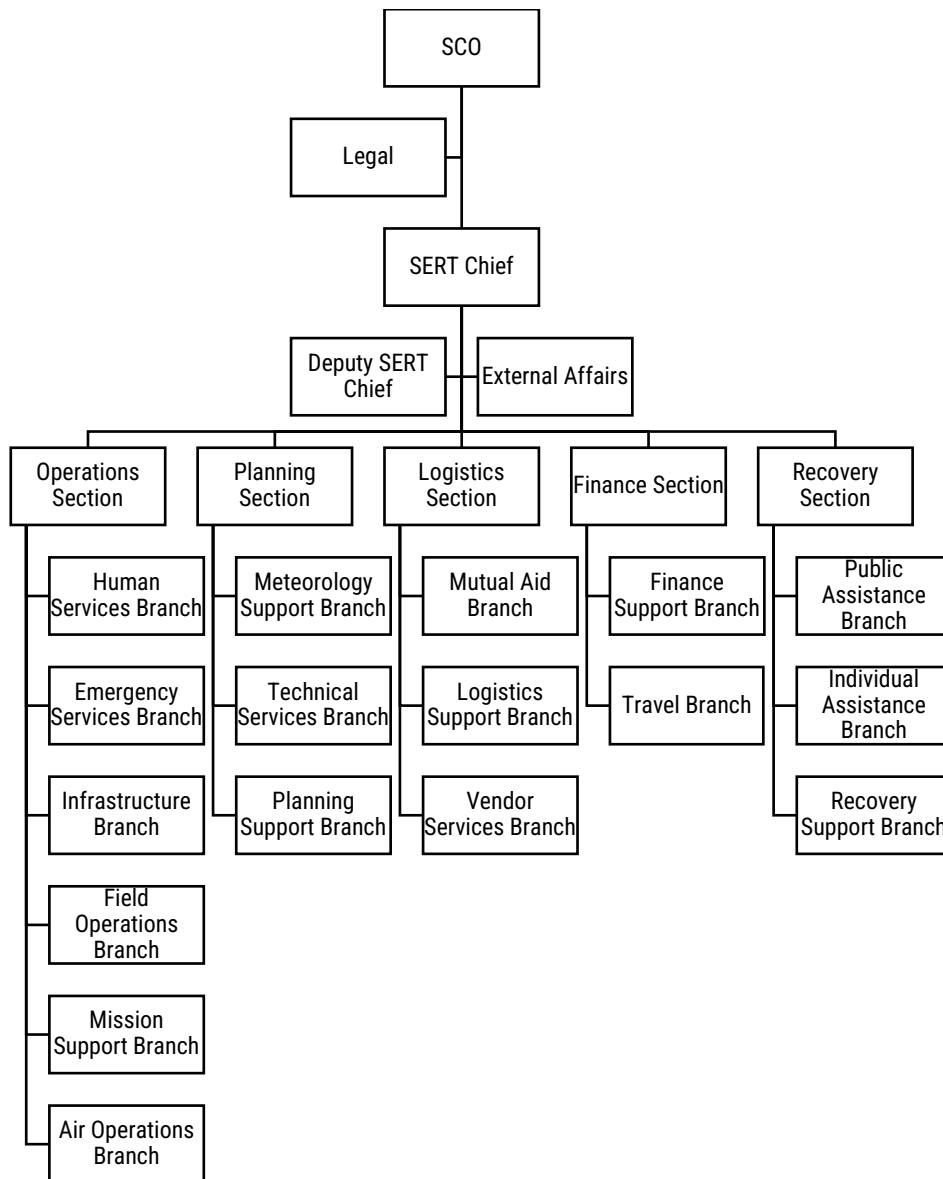 SCO
Legal
SERT Chief
Deputy SERT
Chief
External Affairs
Operations
Section
Planning
Section
Logistics
Section
Finance Section
Recovery
Section
Human
Services Branch
Meteorology
Support Branch
Mutual Aid
Branch
Finance
Support Branch
Public
Assistance
Branch
Emergency
Services Branch
Technical
Services Branch
Logistics
Support Branch
Travel Branch
Individual
Assistance
Branch
Infrastructure
Branch
Planning
Support Branch
Vendor
Services Branch
Recovery
Support Branch
Field
Operations
Branch
Mission
Support Branch
Air Operations
Branch